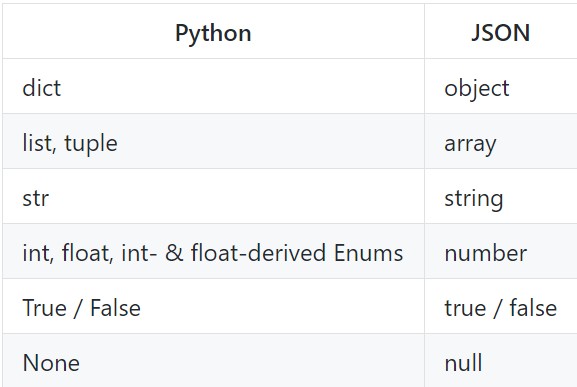 Python JSON
dict object
list, tuple array
str string
int, float, int- & float-derived Enums number
True / False true / false
None null